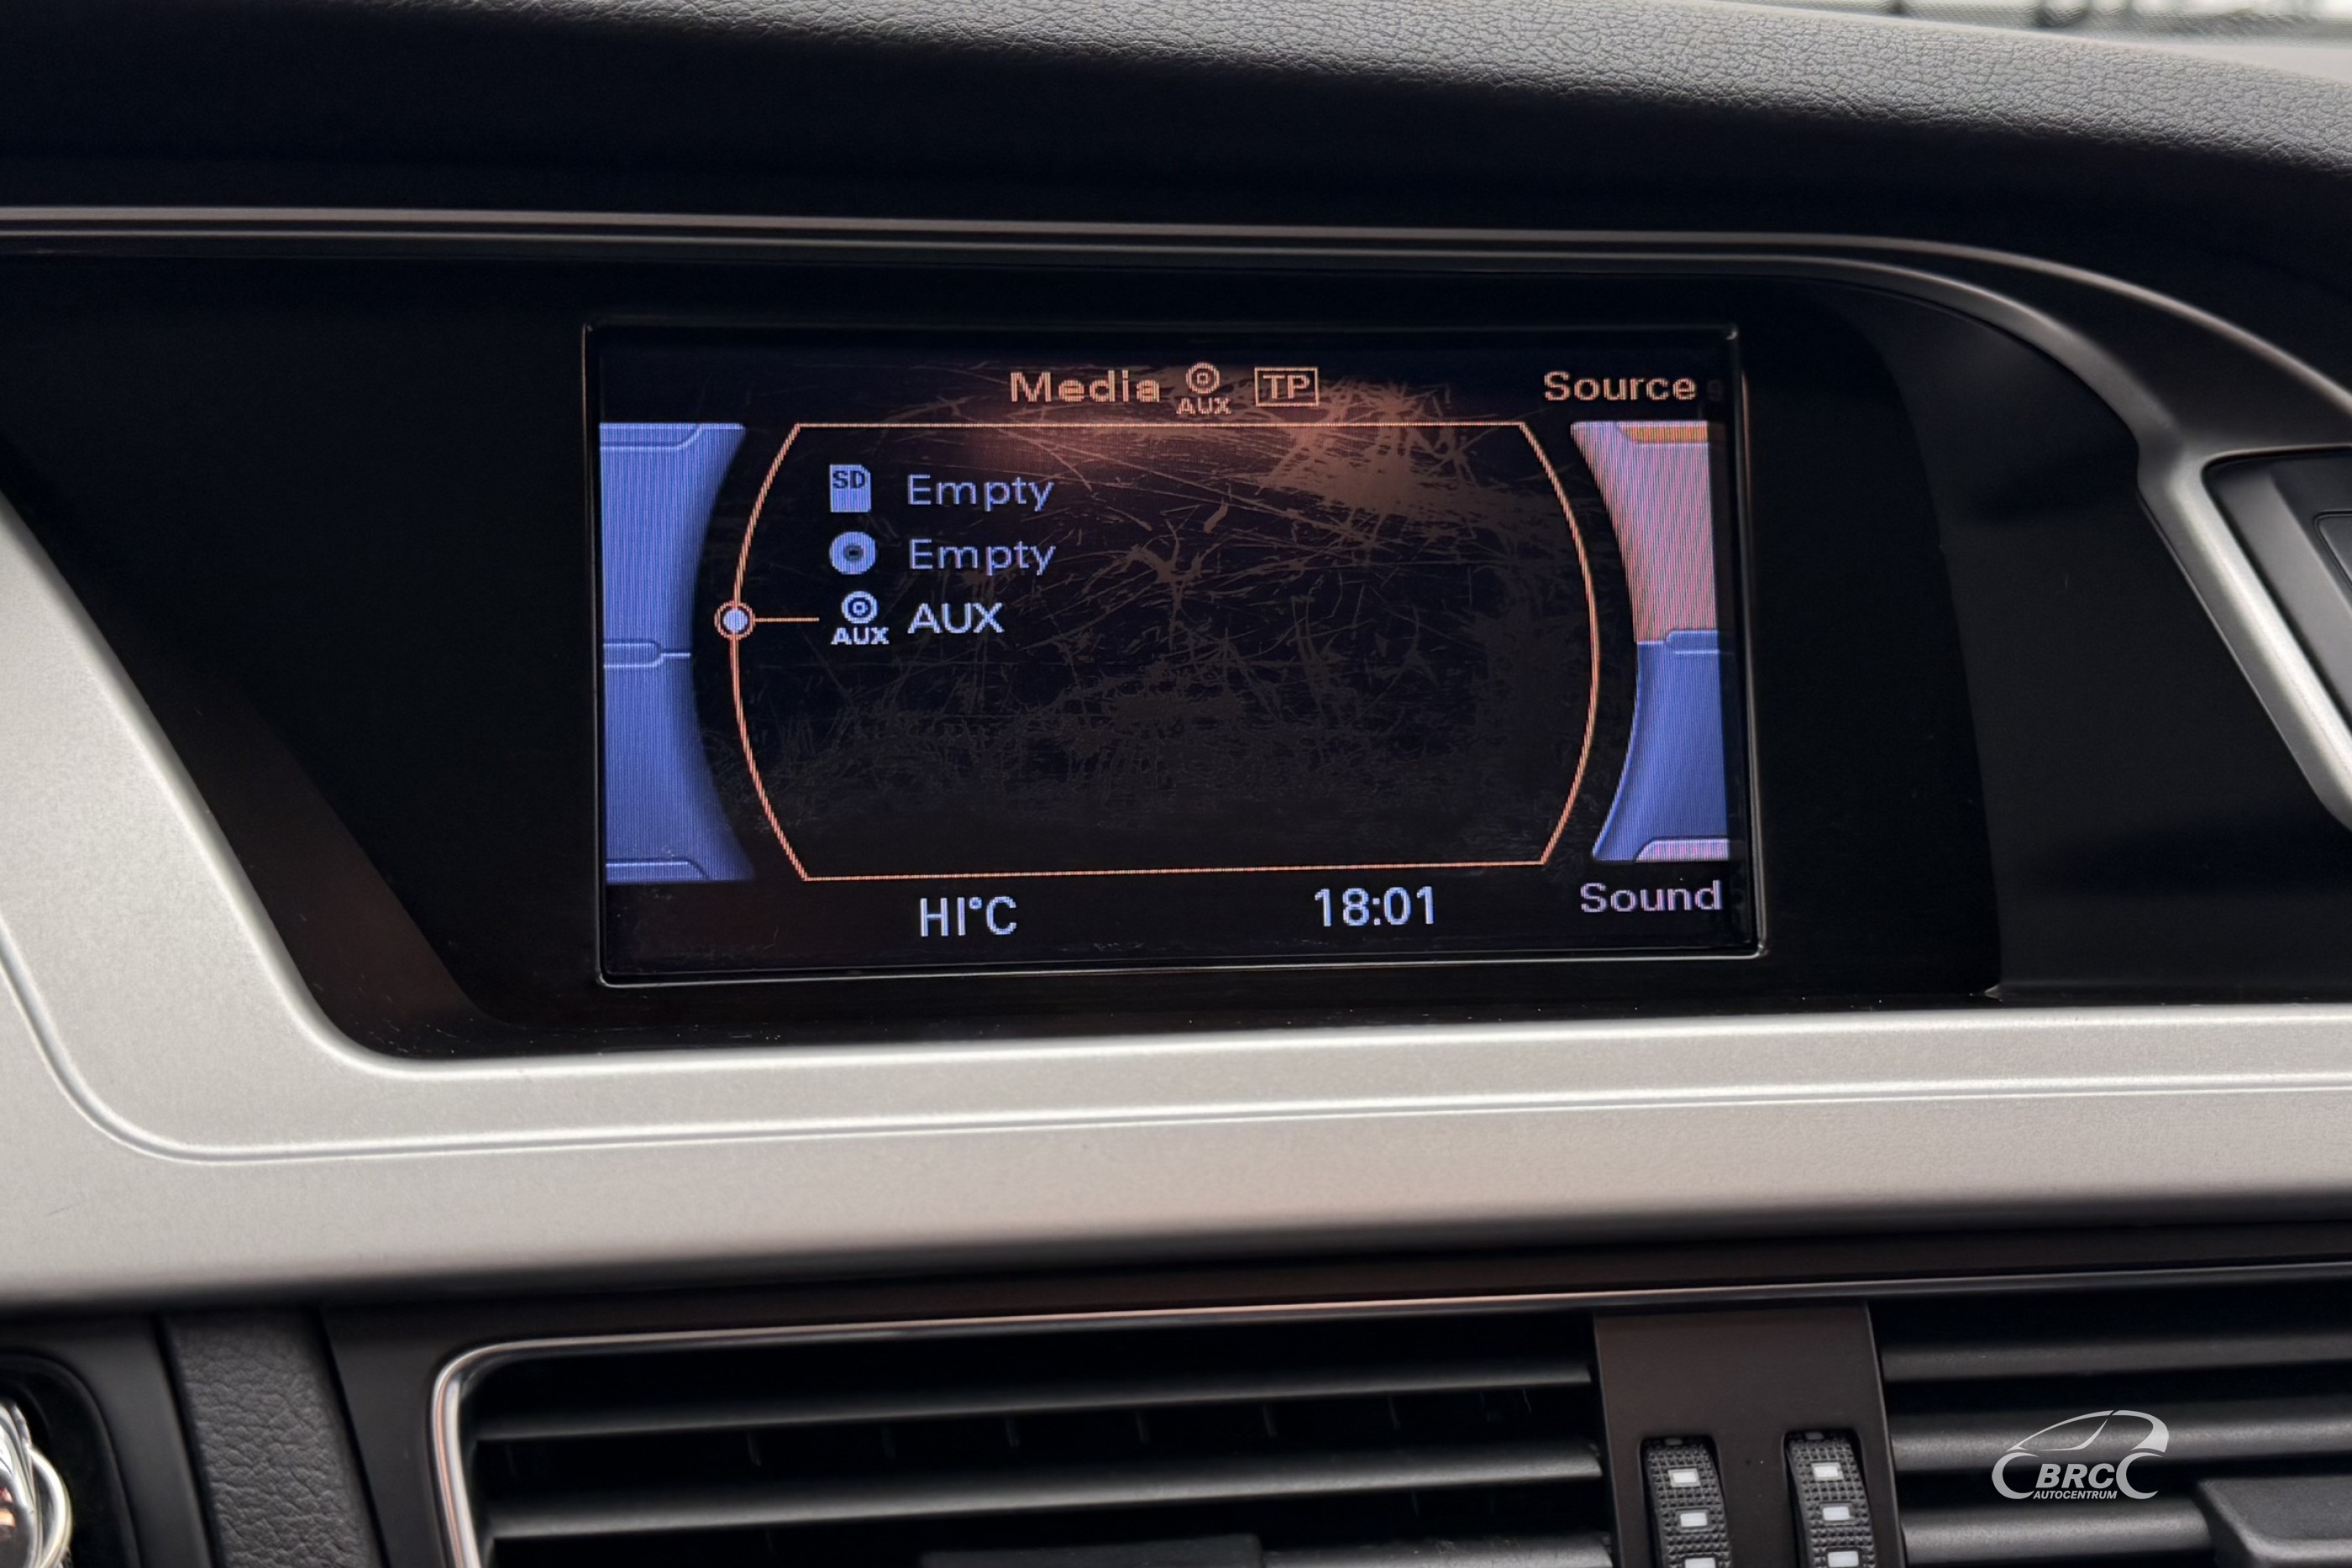 Media AUX TP Source
SD Empty
Empty
AUX AUX
HI°C 18:01 Sound
BRC
AUTOCENTRUM